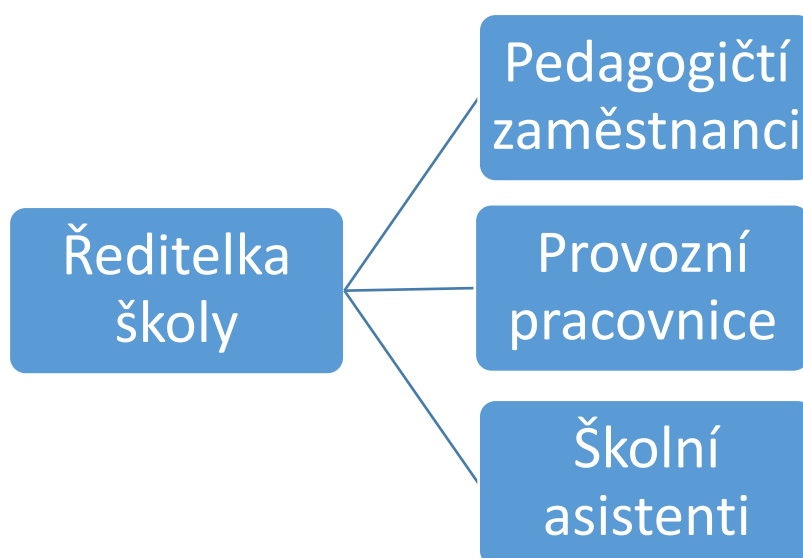 Pedagogičtí
zaměstnanci
Ředitelka
školy
Provozní
pracovnice
Školní
asistenti